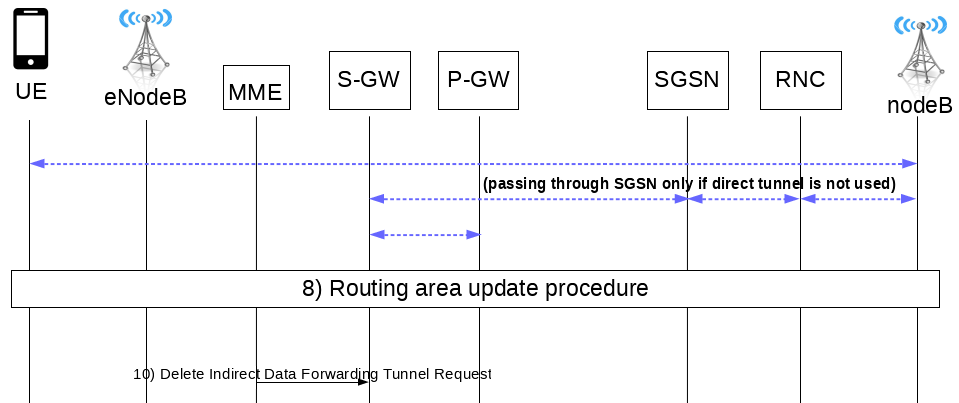 UE
eNodeB
MME
S-GW
P-GW
SGSN
RNC
nodeB
(passing through SGSN only if direct tunnel is not used)
8) Routing area update procedure
10) Delete Indirect Data Forwarding Tunnel Request